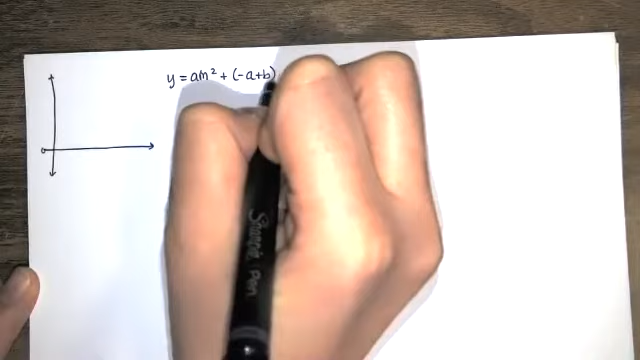 y = am² + (-a+b)
Sharpie Pen